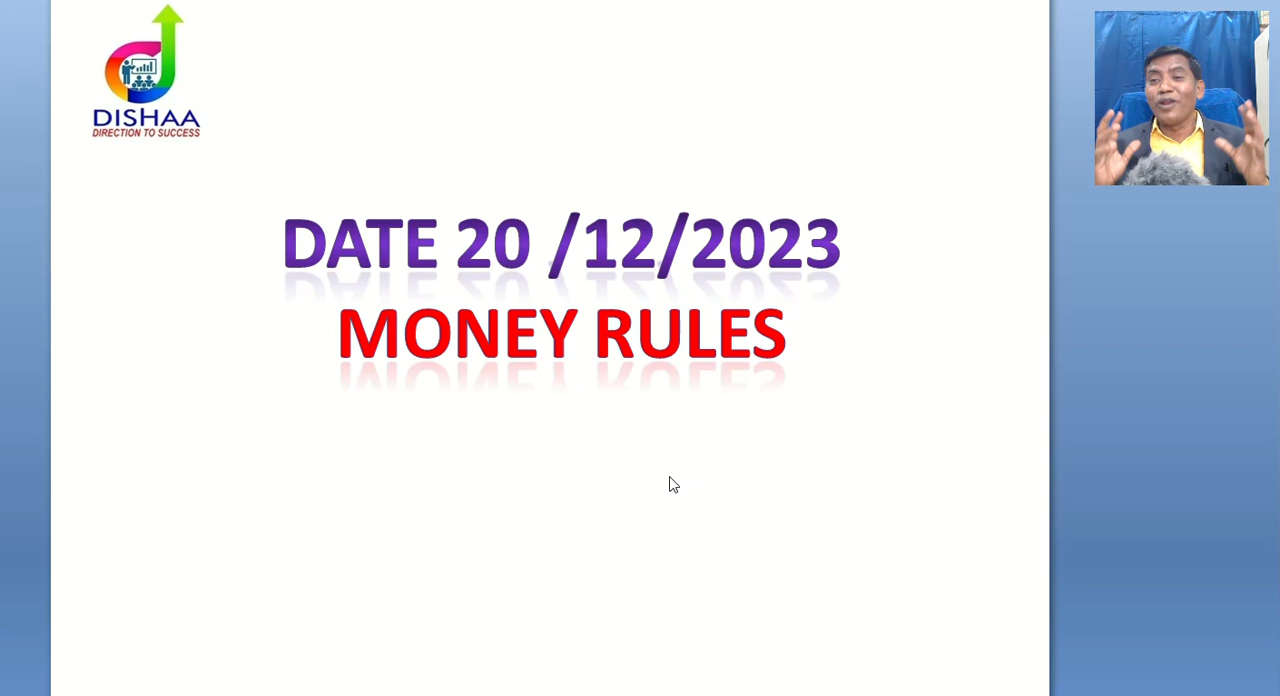 DISHAA
DIRECTION TO SUCCESS
DATE 20 /12/2023
MONEY RULES